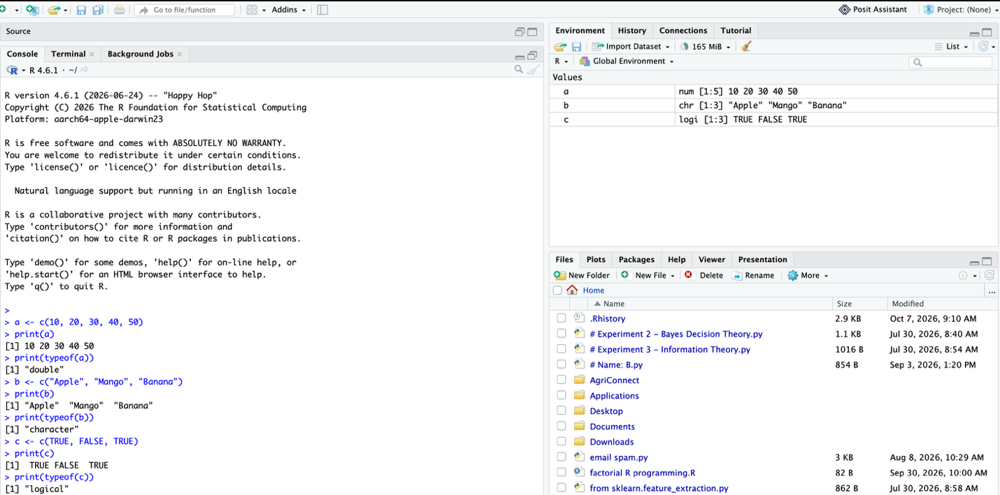 Go to file/function
Addins
Posit Assistant
Project: (None)
Source
Console
Terminal
Background Jobs
R 4.6.1 · ~/
R version 4.6.1 (2026-06-24) -- "Happy Hop"
Copyright (C) 2026 The R Foundation for Statistical Computing
Platform: aarch64-apple-darwin23
R is free software and comes with ABSOLUTELY NO WARRANTY.
You are welcome to redistribute it under certain conditions.
Type 'license()' or 'licence()' for distribution details.
Natural language support but running in an English locale
R is a collaborative project with many contributors.
Type 'contributors()' for more information and
'citation()' on how to cite R or R packages in publications.
Type 'demo()' for some demos, 'help()' for on-line help, or
'help.start()' for an HTML browser interface to help.
Type 'q()' to quit R.
>
> a <- c(10, 20, 30, 40, 50)
> print(a)
[1] 10 20 30 40 50
> print(typeof(a))
[1] "double"
> b <- c("Apple", "Mango", "Banana")
> print(b)
[1] "Apple"  "Mango"  "Banana"
> print(typeof(b))
[1] "character"
> c <- c(TRUE, FALSE, TRUE)
> print(c)
[1]  TRUE FALSE  TRUE
> print(typeof(c))
[1] "logical"
Environment History Connections Tutorial
Import Dataset 165 MiB List
R Global Environment
Values
a num [1:5] 10 20 30 40 50
b chr [1:3] "Apple" "Mango" "Banana"
c logi [1:3] TRUE FALSE TRUE
Files Plots Packages Help Viewer Presentation
New Folder New File Delete Rename More
Home ...
Name Size Modified
.Rhistory 2.9 KB Oct 7, 2026, 9:10 AM
# Experiment 2 - Bayes Decision Theory.py 1.1 KB Jul 30, 2026, 8:40 AM
# Experiment 3 - Information Theory.py 1016 B Jul 30, 2026, 8:54 AM
# Name: B.py 854 B Sep 3, 2026, 1:20 PM
AgriConnect
Applications
Desktop
Documents
Downloads
email spam.py 3 KB Aug 8, 2026, 10:29 AM
factorial R programming.R 82 B Sep 30, 2026, 10:00 AM
from sklearn.feature_extraction.py 862 B Jul 30, 2026, 8:58 AM